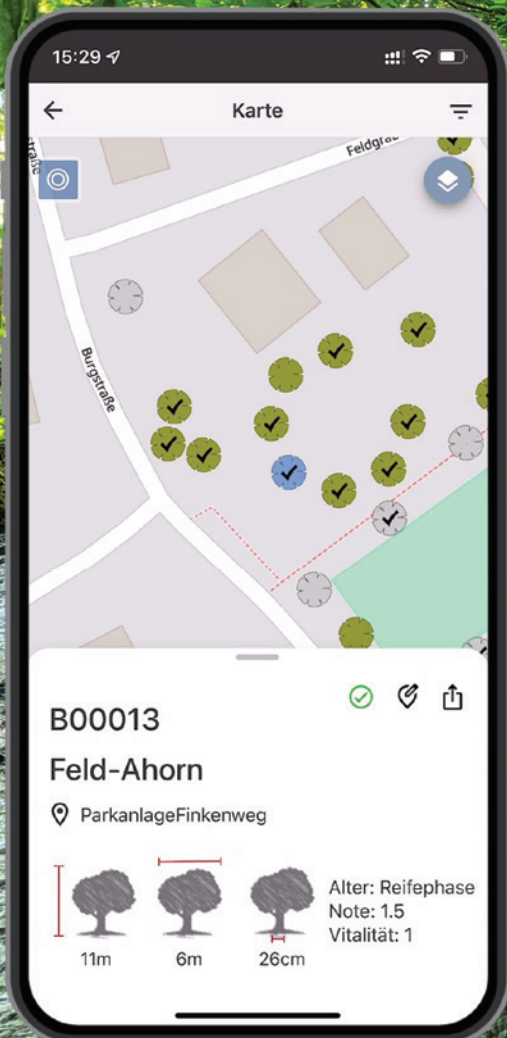 15:29
Karte
straße
Feldgrab
Burgstraße
B00013
Feld-Ahorn
ParkanlageFinkenweg
11m
6m
26cm
Alter: Reifephase
Note: 1.5
Vitalität: 1